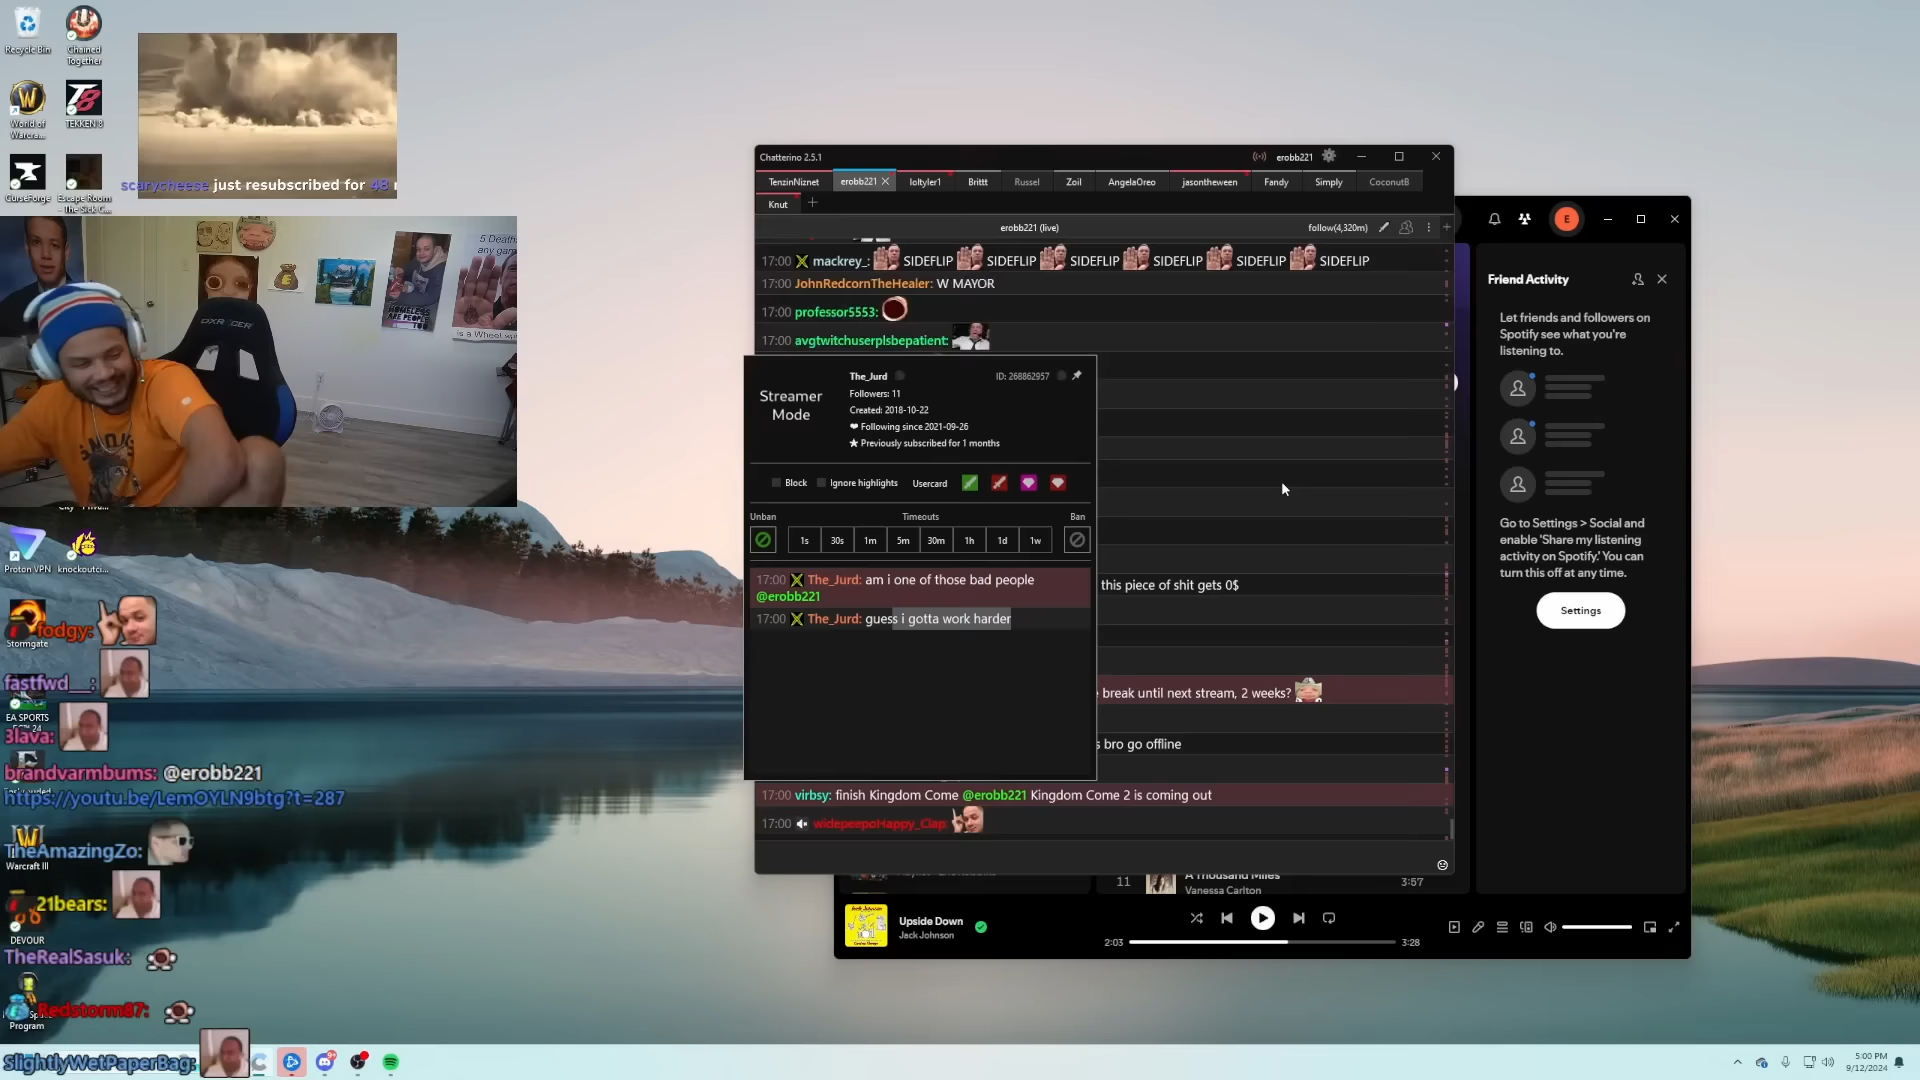 Recycle Bin
Chained
Together
World of
Warcra...
TEKKEN 8
CurseForge
Escape Room
- The Sick C...
scarycheese just resubscribed for 48
5 Death
any gam
HOMELESS
ARE PEOPLE
TOO
is a Wheel
DXRACER
Proton VPN
knockoutci...
Stormgate
fodgy:
fastfwd__:
EA SPORTS
3lava:
brandvarmbums: @erobb221
https://youtu.be/LemOYLN9btg?t=287
TheAmazingZo:
Warcraft III
21bears:
DEVOUR
TheRealSasuk:
Redstorm87:
Program
SlightlyWetPaperBag:
Chatterino 2.5.1
erobb221
TenzinNiznet
erobb221
loltyler1
Brittt
Russel
Zoil
AngelaOreo
jasontheween
Fandy
Simply
CoconutB
Knut
erobb221 (live)
follow(4,320m)
17:00 mackrey_: SIDEFLIP SIDEFLIP SIDEFLIP SIDEFLIP SIDEFLIP SIDEFLIP
17:00 JohnRedcornTheHealer: W MAYOR
17:00 professor5553:
17:00 avgtwitchuserplsbepatient:
Streamer
Mode
The_Jurd
ID: 268862957
Followers: 11
Created: 2018-10-22
Following since 2021-09-26
Previously subscribed for 1 months
Block
Ignore highlights
Usercard
Unban
Timeouts
Ban
1s 30s 1m 5m 30m 1h 1d 1w
17:00 The_Jurd: am i one of those bad people
@erobb221
17:00 The_Jurd: guess i gotta work harder
this piece of shit gets 0$
break until next stream, 2 weeks?
s bro go offline
17:00 virbsy: finish Kingdom Come @erobb221 Kingdom Come 2 is coming out
17:00 widepeepoHappy_Clap:
E
Friend Activity
Let friends and followers on
Spotify see what you're
listening to.
Go to Settings > Social and
enable 'Share my listening
activity on Spotify.' You can
turn this off at any time.
Settings
11
A Thousand Miles
Vanessa Carlton
3:57
Upside Down
Jack Johnson
2:03
3:28
5:00 PM
9/12/2024